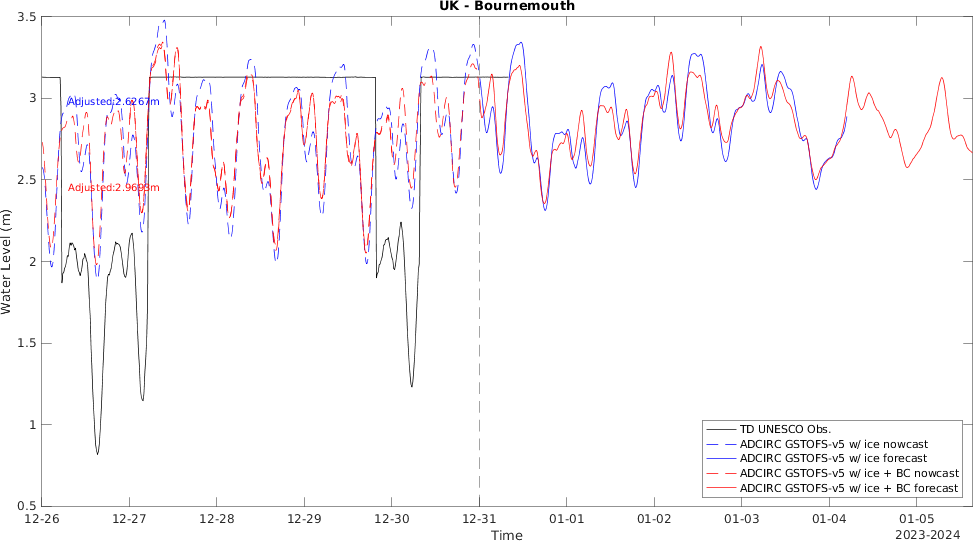 UK - Bournemouth
3.5
3
2.5
2
1.5
1
0.5
Water Level (m)
Adjusted:2.6267m
TD UNESCO Obs.
ADCIRC GSTOFS-v5 w/ ice nowcast
ADCIRC GSTOFS-v5 w/ ice forecast
ADCIRC GSTOFS-v5 w/ ice + BC nowcast
ADCIRC GSTOFS-v5 w/ ice + BC forecast
12-26 12-27 12-28 12-29 12-30 12-31 01-01 01-02 01-03 01-04 01-05
Time
2023-2024